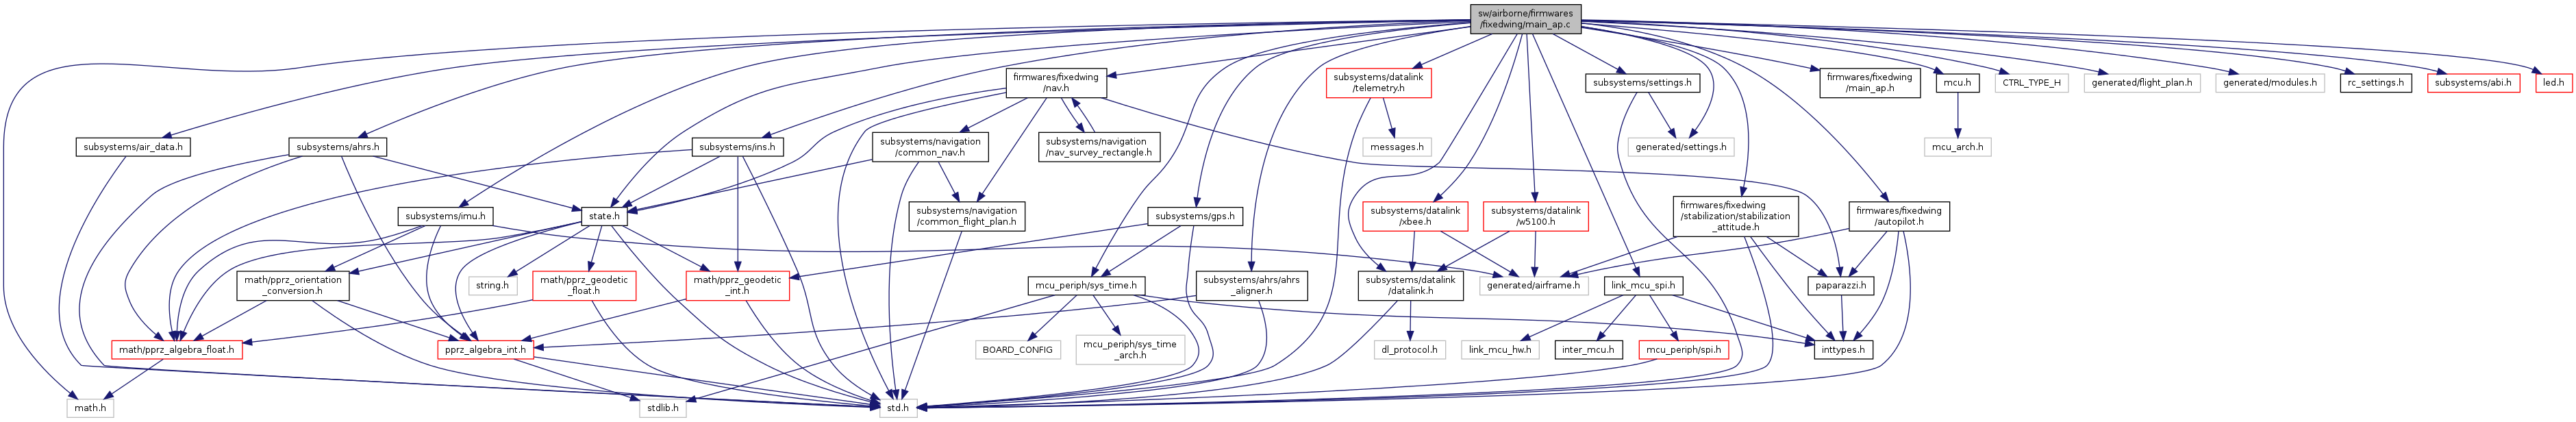 sw/airborne/firmwares
/fixedwing/main_ap.c
firmwares/fixedwing
/nav.h
subsystems/datalink
/telemetry.h
subsystems/settings.h
firmwares/fixedwing
/main_ap.h
mcu.h
CTRL_TYPE_H
generated/flight_plan.h
generated/modules.h
rc_settings.h
subsystems/abi.h
led.h
subsystems/air_data.h
subsystems/ahrs.h
subsystems/ins.h
subsystems/navigation
/common_nav.h
subsystems/navigation
/nav_survey_rectangle.h
messages.h
generated/settings.h
mcu_arch.h
subsystems/imu.h
state.h
subsystems/navigation
/common_flight_plan.h
subsystems/gps.h
subsystems/datalink
/xbee.h
subsystems/datalink
/w5100.h
firmwares/fixedwing
/stabilization/stabilization
_attitude.h
firmwares/fixedwing
/autopilot.h
math/pprz_orientation
_conversion.h
string.h
math/pprz_geodetic
_float.h
math/pprz_geodetic
_int.h
mcu_periph/sys_time.h
subsystems/ahrs/ahrs
_aligner.h
subsystems/datalink
/datalink.h
generated/airframe.h
link_mcu_spi.h
paparazzi.h
math/pprz_algebra_float.h
pprz_algebra_int.h
BOARD_CONFIG
mcu_periph/sys_time
_arch.h
dl_protocol.h
link_mcu_hw.h
inter_mcu.h
mcu_periph/spi.h
inttypes.h
math.h
stdlib.h
std.h